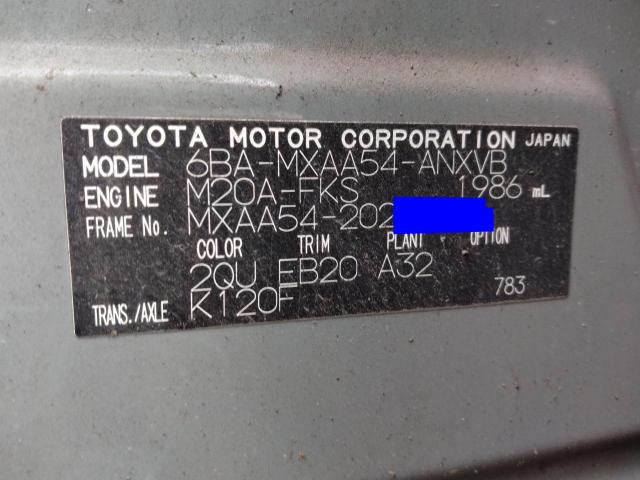 TOYOTA MOTOR CORPORATION JAPAN
MODEL 6BA-MXAA54-ANXVB
ENGINE M20A-FKS 1986 mL
FRAME No. MXAA54-202
COLOR TRIM PLANT OPTION
2QU EB20 A32
783
TRANS./AXLE K120F